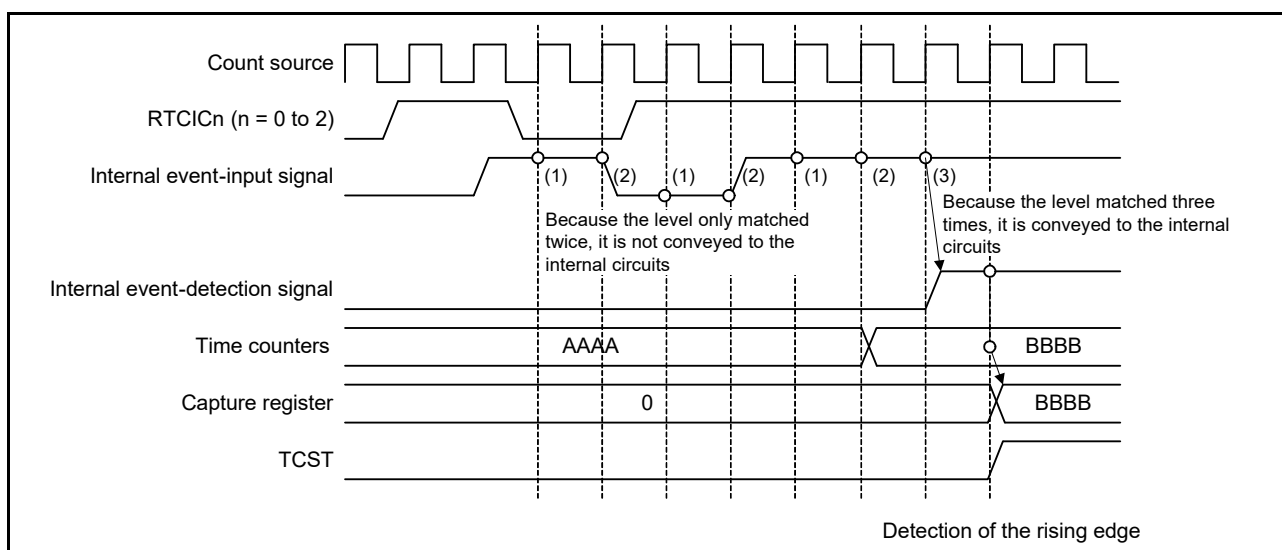 Count source
RTCICn (n = 0 to 2)
Internal event-input signal
(1)
(2)
(1)
(2)
(1)
(2)
(3)
Because the level only matched
twice, it is not conveyed to the
internal circuits
Because the level matched three
times, it is conveyed to the internal
circuits
Internal event-detection signal
Time counters
AAAA
BBBB
Capture register
0
BBBB
TCST
Detection of the rising edge